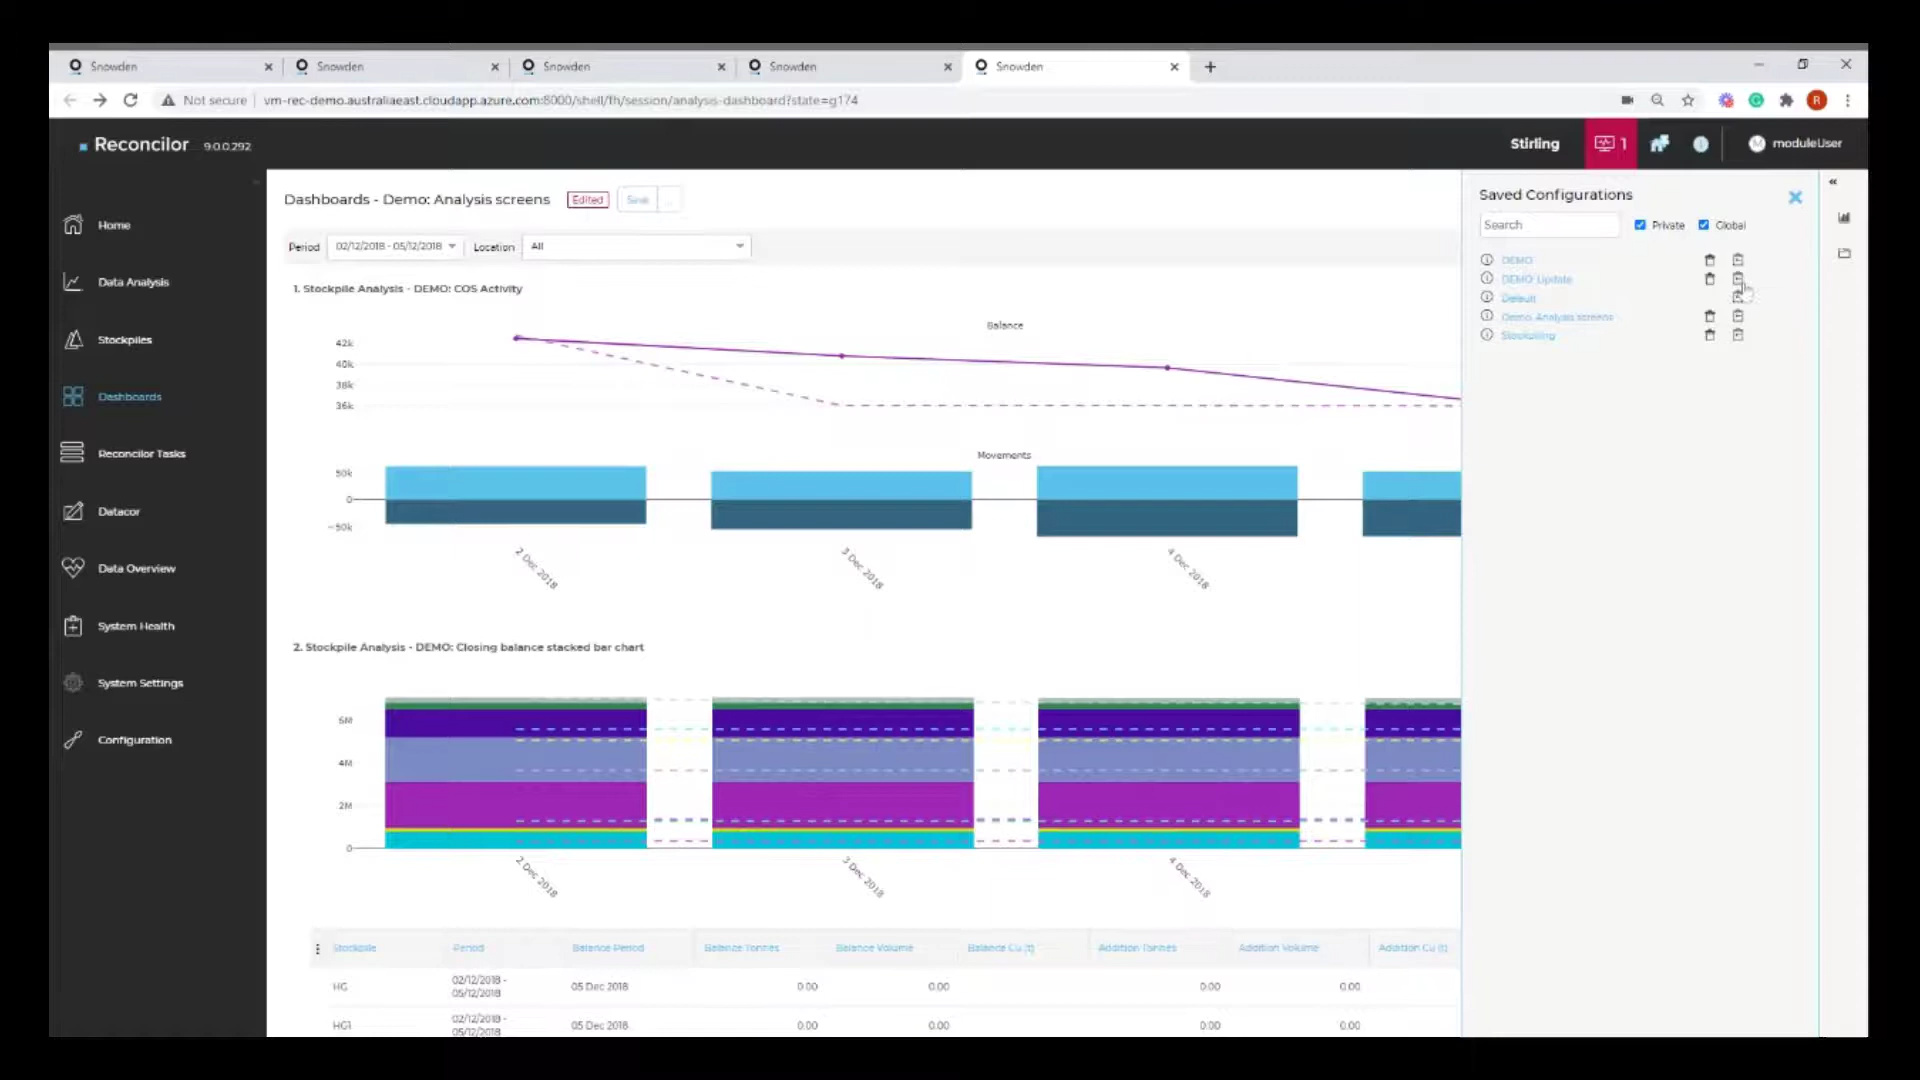 Snowden
Snowden
Snowden
Snowden
Snowden
Not secure | vm-rec-demo.australiaeast.cloudapp.azure.com:8000/shell/fh/session/analysis-dashboard?state=g174
R
Reconcilor 9.0.0.292
Stirling
1
M moduleUser
Home
Data Analysis
Stockpiles
Dashboards
Reconcilor Tasks
Datacor
Data Overview
System Health
System Settings
Configuration
Dashboards - Demo: Analysis screens Edited Save ...
Period 02/12/2018 - 05/12/2018 Location All
1. Stockpile Analysis - DEMO: COS Activity
Balance
42k
40k
38k
36k
Movements
50k
0
-50k
2 Dec 2018
3 Dec 2018
4 Dec 2018
2. Stockpile Analysis - DEMO: Closing balance stacked bar chart
6M
4M
2M
0
2 Dec 2018
3 Dec 2018
4 Dec 2018
Stockpile Period Balance Period Balance Tonnes Balance Volume Balance Cu (t) Addition Tonnes Addition Volume Addition Cu (t)
HG 02/12/2018 - 05/12/2018 05 Dec 2018 0.00 0.00 0.00 0.00
HG1 02/12/2018 - 05/12/2018 05 Dec 2018 0.00 0.00 0.00 0.00
Saved Configurations
Search Private Global
DEMO
DEMO: Update
Default
Demo: Analysis screens
Stockpiling